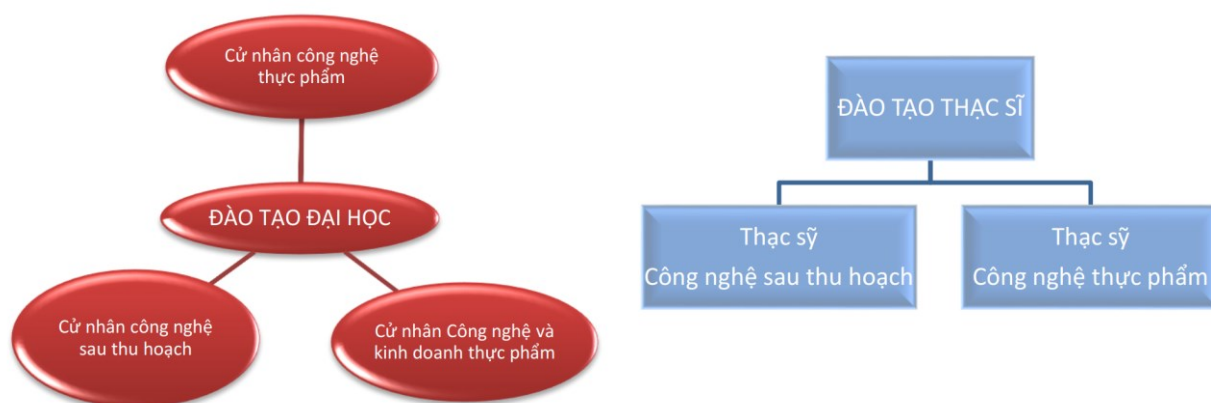 Cử nhân công nghệ
thực phẩm
ĐÀO TẠO ĐẠI HỌC
Cử nhân công nghệ
sau thu hoạch
Cử nhân Công nghệ và
kinh doanh thực phẩm
ĐÀO TẠO THẠC SĨ
Thạc sỹ
Công nghệ sau thu hoạch
Thạc sỹ
Công nghệ thực phẩm